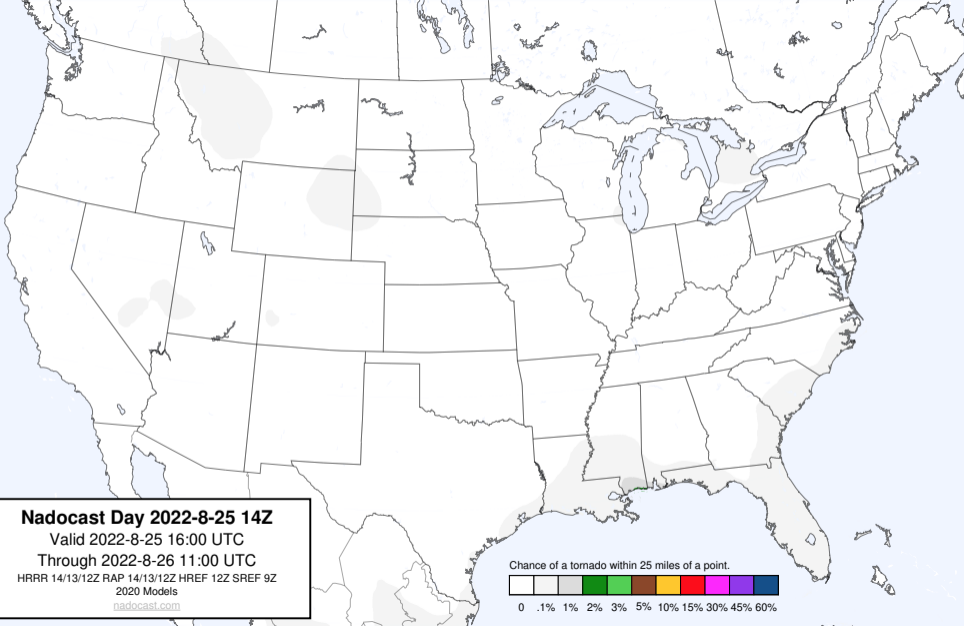 Nadocast Day 2022-8-25 14Z
Valid 2022-8-25 16:00 UTC
Through 2022-8-26 11:00 UTC
HRRR 14/13/12Z RAP 14/13/12Z HREF 12Z SREF 9Z
2020 Models
nadocast.com
Chance of a tornado within 25 miles of a point.
0 .1% 1% 2% 3% 5% 10% 15% 30% 45% 60%